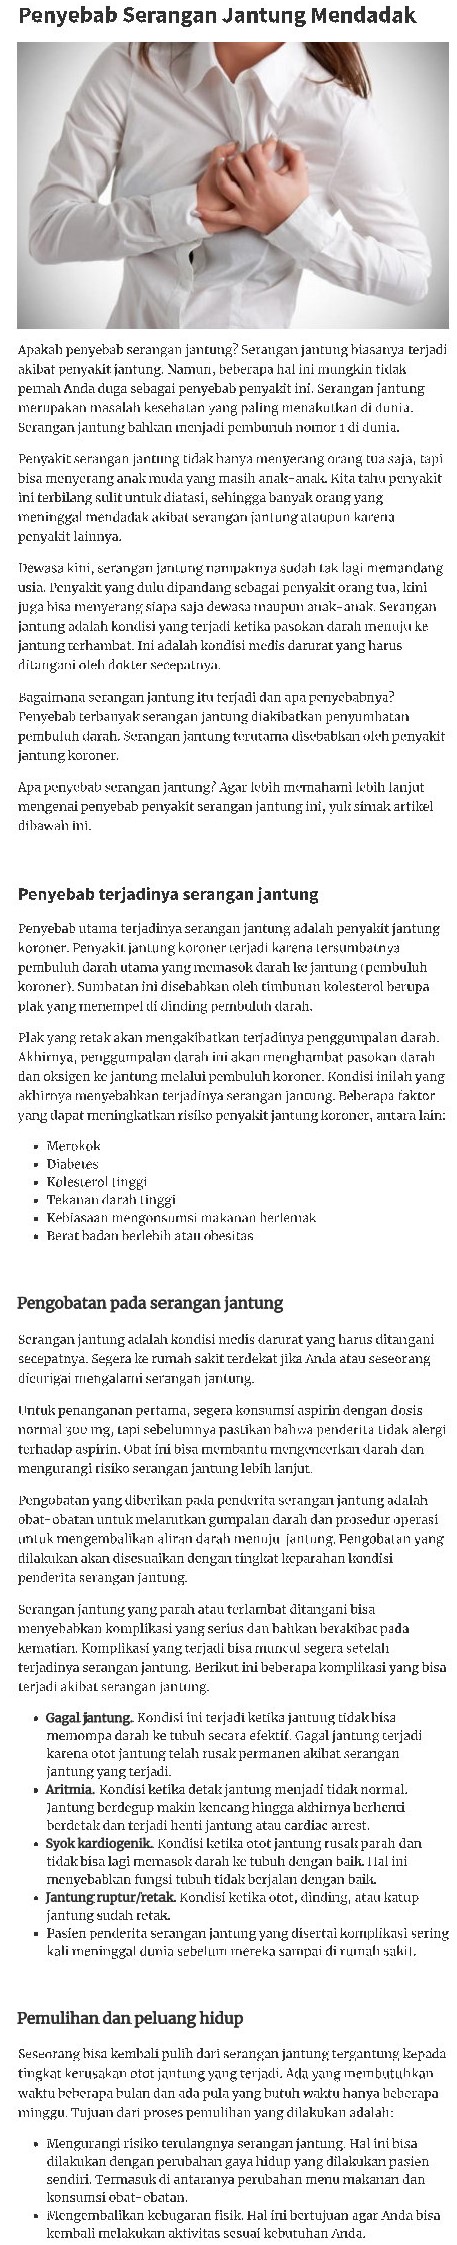 Penyebab Serangan Jantung Mendadak
Apakah penyebab serangan jantung? Serangan jantung biasanya terjadi
akibat penyakit jantung. Namun, beberapa hal ini mungkin tidak
pernah Anda duga sebagai penyebab penyakit ini. Serangan jantung
merupakan masalah kesehatan yang paling menakutkan di dunia.
Serangan jantung bahkan menjadi pembunuh nomor 1 di dunia.
Penyakit serangan jantung tidak hanya menyerang orang tua saja, tapi
bisa menyerang anak muda yang masih anak-anak. Kita tahu penyakit
ini terbilang sulit untuk diatasi, sehingga banyak orang yang
meninggal mendadak akibat serangan jantung ataupun karena
penyakit lainnya.
Dewasa kini, serangan jantung nampaknya sudah tak lagi memandang
usia. Penyakit yang dulu dipandang sebagai penyakit orang tua, kini
juga bisa menyerang siapa saja dewasa maupun anak-anak. Serangan
jantung adalah kondisi yang terjadi ketika pasokan darah menuju ke
jantung terhambat. Ini adalah kondisi medis darurat yang harus
ditangani oleh dokter secepatnya.
Bagaimana serangan jantung itu terjadi dan apa penyebabnya?
Penyebab terbanyak serangan jantung diakibatkan penyumbatan
pembuluh darah. Serangan jantung terutama disebabkan oleh penyakit
jantung koroner.
Apa penyebab serangan jantung? Agar lebih memahami lebih lanjut
mengenai penyebab penyakit serangan jantung ini, yuk simak artikel
dibawah ini.
Penyebab terjadinya serangan jantung
Penyebab utama terjadinya serangan jantung adalah penyakit jantung
koroner. Penyakit jantung koroner terjadi karena tersumbatnya
pembuluh darah utama yang memasok darah ke jantung (pembuluh
koroner). Sumbatan ini disebabkan oleh timbunan kolesterol berupa
plak yang menempel di dinding pembuluh darah.
Plak yang retak akan mengakibatkan terjadinya penggumpalan darah.
Akhirnya, penggumpalan darah ini akan menghambat pasokan darah
dan oksigen ke jantung melalui pembuluh koroner. Kondisi inilah yang
akhirnya menyebabkan terjadinya serangan jantung. Beberapa faktor
yang dapat meningkatkan risiko penyakit jantung koroner, antara lain:
• Merokok
• Diabetes
• Kolesterol tinggi
• Tekanan darah tinggi
• Kebiasaan mengonsumsi makanan berlemak
• Berat badan berlebih atau obesitas
Pengobatan pada serangan jantung
Serangan jantung adalah kondisi medis darurat yang harus ditangani
secepatnya. Segera ke rumah sakit terdekat jika Anda atau seseorang
dicurigai mengalami serangan jantung.
Untuk penanganan pertama, segera konsumsi aspirin dengan dosis
normal 300 mg, tapi sebelumnya pastikan bahwa penderita tidak alergi
terhadap aspirin. Obat ini bisa membantu mengencerkan darah dan
mengurangi risiko serangan jantung lebih lanjut.
Pengobatan yang diberikan pada penderita serangan jantung adalah
obat-obatan untuk melarutkan gumpalan darah dan prosedur operasi
untuk mengembalikan aliran darah menuju jantung. Pengobatan yang
dilakukan akan disesuaikan dengan tingkat keparahan kondisi
penderita serangan jantung.
Serangan jantung yang parah atau terlambat ditangani bisa
menyebabkan komplikasi yang serius dan bahkan berakibat pada
kematian. Komplikasi yang terjadi bisa muncul segera setelah
terjadinya serangan jantung. Berikut ini beberapa komplikasi yang bisa
terjadi akibat serangan jantung.
• Gagal jantung. Kondisi ini terjadi ketika jantung tidak bisa
memompa darah ke tubuh secara efektif. Gagal jantung terjadi
karena otot jantung telah rusak permanen akibat serangan
jantung yang terjadi.
• Aritmia. Kondisi ketika detak jantung menjadi tidak normal.
Jantung berdegup makin kencang hingga akhirnya berhenti
berdetak dan terjadi henti jantung atau cardiac arrest.
• Syok kardiogenik. Kondisi ketika otot jantung rusak parah dan
tidak bisa lagi memasok darah ke tubuh dengan baik. Hal ini
menyebabkan fungsi tubuh tidak berjalan dengan baik.
• Jantung ruptur/retak. Kondisi ketika otot, dinding, atau katup
jantung sudah retak.
• Pasien penderita serangan jantung yang disertai komplikasi sering
kali meninggal dunia sebelum mereka sampai di rumah sakit.
Pemulihan dan peluang hidup
Seseorang bisa kembali pulih dari serangan jantung tergantung kepada
tingkat kerusakan otot jantung yang terjadi. Ada yang membutuhkan
waktu beberapa bulan dan ada pula yang butuh waktu hanya beberapa
minggu. Tujuan dari proses pemulihan yang dilakukan adalah:
• Mengurangi risiko terulangnya serangan jantung. Hal ini bisa
dilakukan dengan perubahan gaya hidup yang dilakukan pasien
sendiri. Termasuk di antaranya perubahan menu makanan dan
konsumsi obat-obatan.
• Mengembalikan kebugaran fisik. Hal ini bertujuan agar Anda bisa
kembali melakukan aktivitas sesuai kebutuhan Anda.